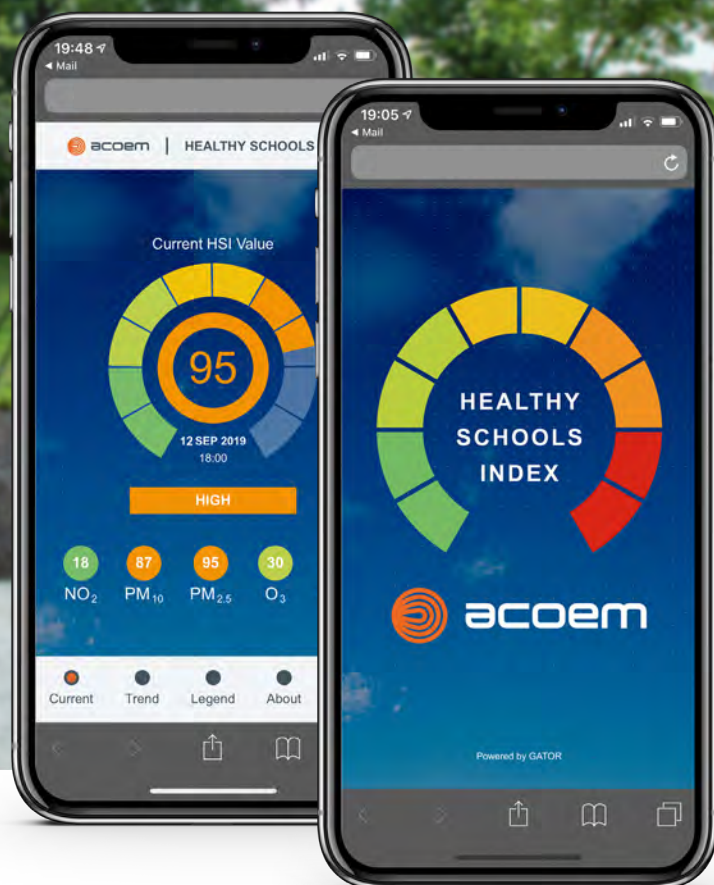 19:48
Mail
acoem | HEALTHY SCHOOLS
Current HSI Value
95
12 SEP 2019
18:00
HIGH
18 87 95 30
NO₂ PM₁₀ PM₂.₅ O₃
Current Trend Legend About
19:05
Mail
HEALTHY
SCHOOLS
INDEX
acoem
Powered by GATOR